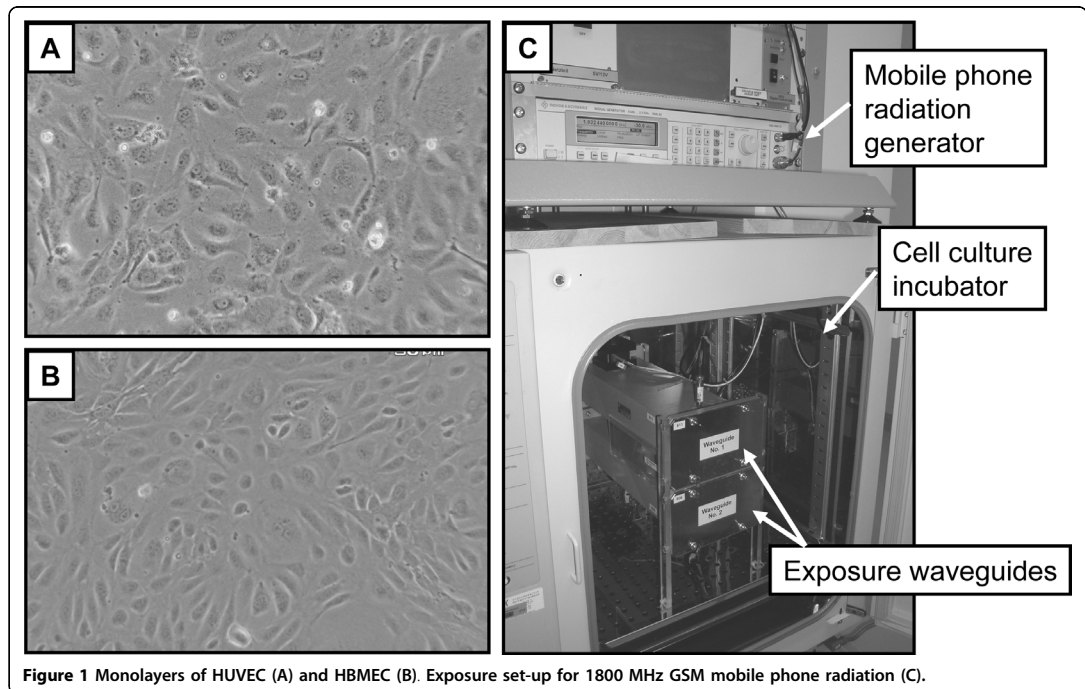 A
B
C
Mobile phone
radiation
generator
Cell culture
incubator
Waveguide
No. 1
Waveguide
No. 2
Exposure waveguides
Figure 1 Monolayers of HUVEC (A) and HBMEC (B). Exposure set-up for 1800 MHz GSM mobile phone radiation (C).